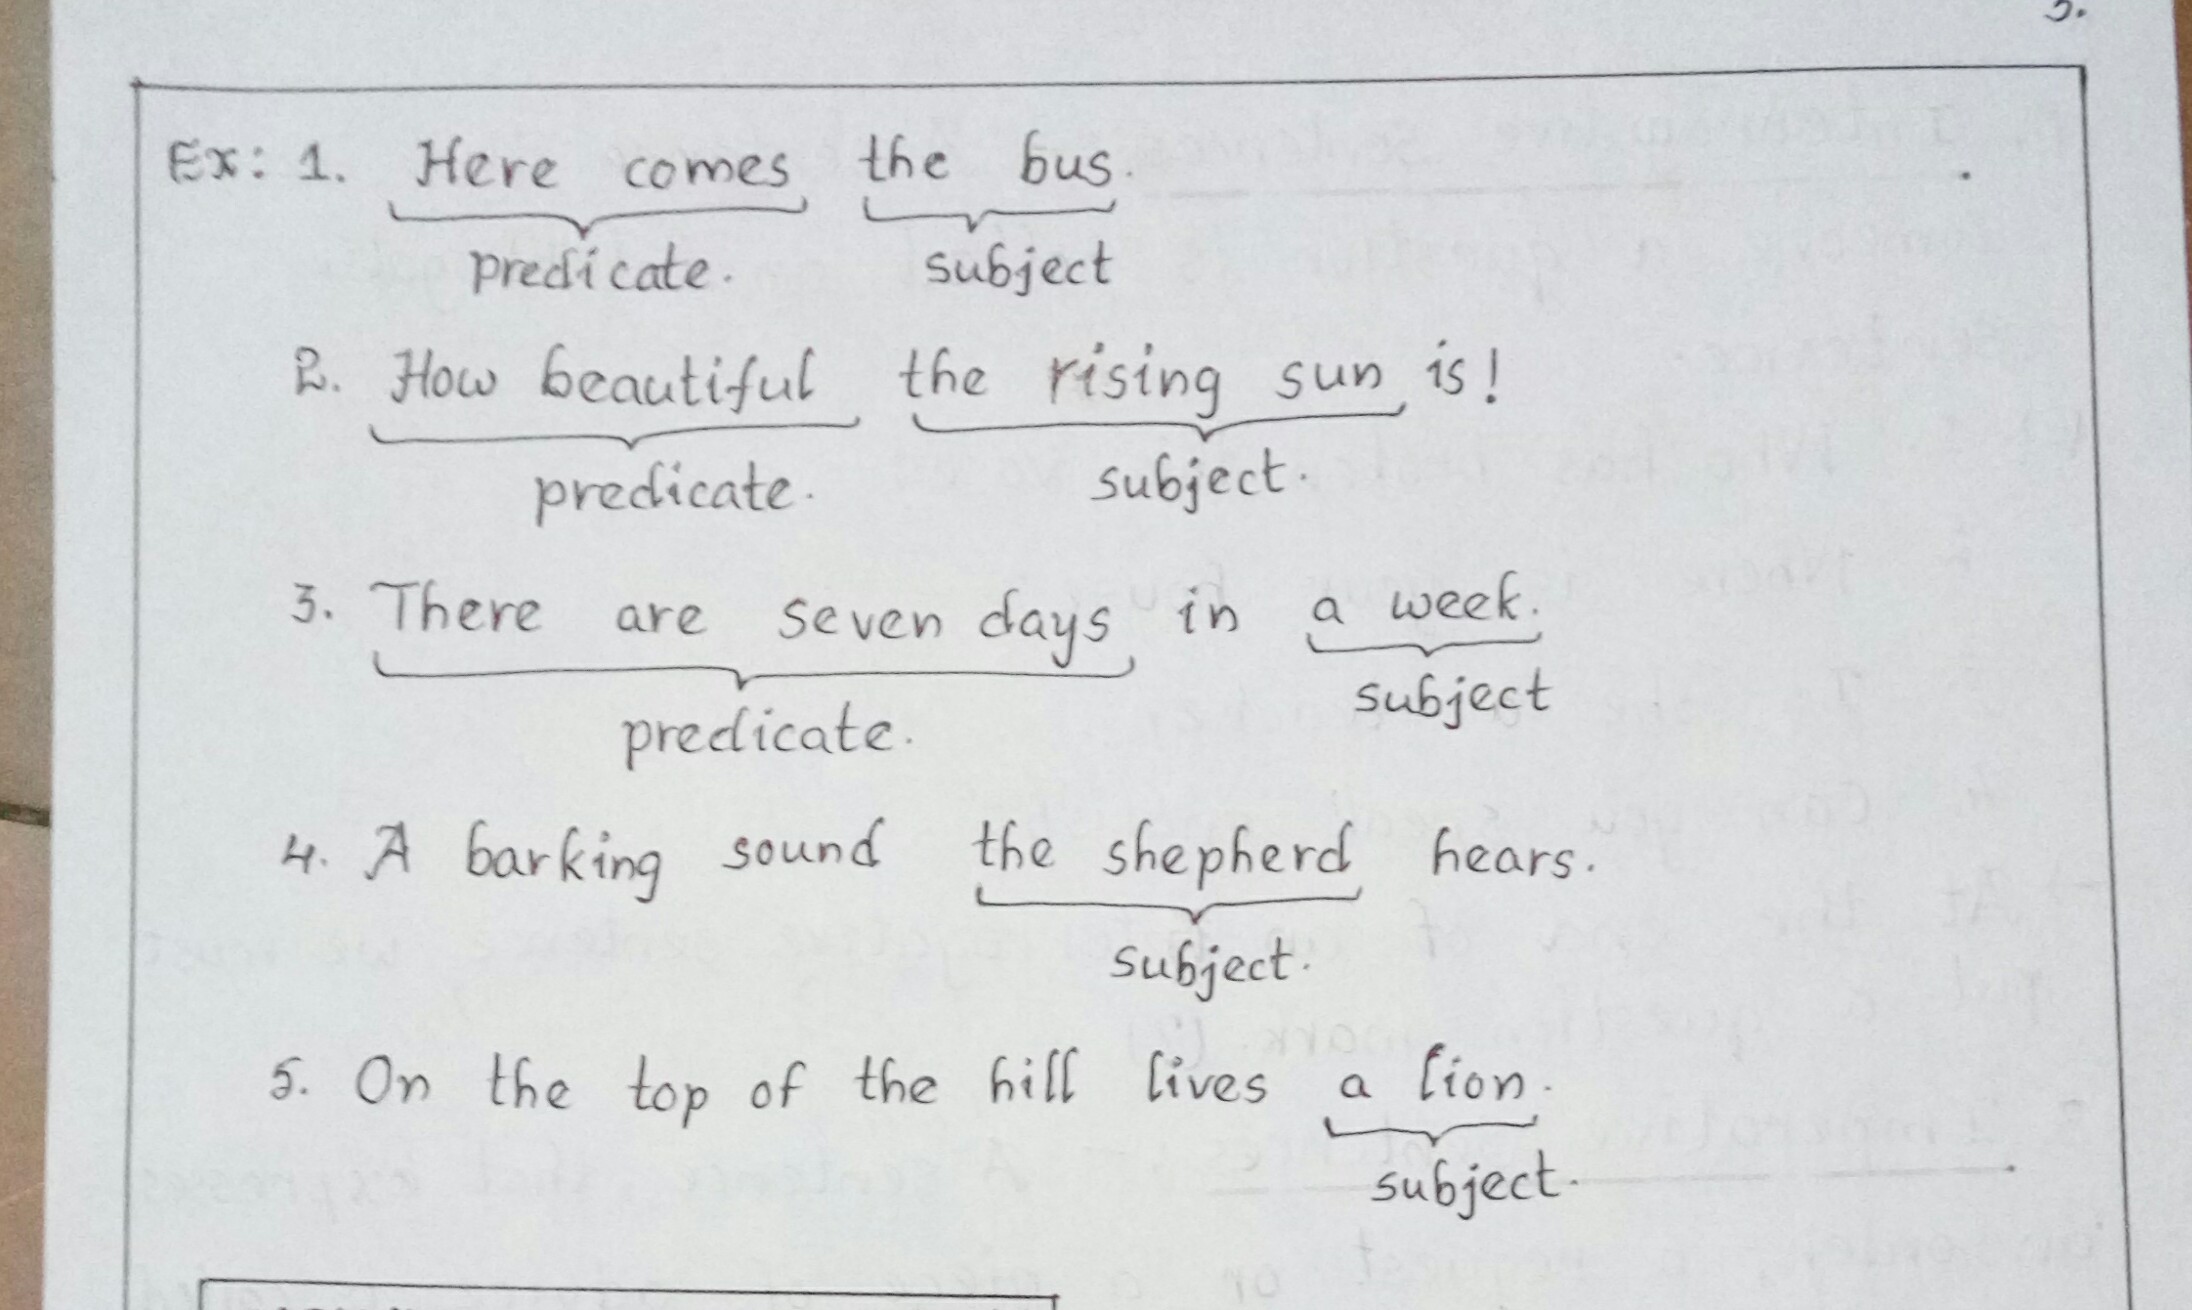 Ex: 1. Here comes the bus.
predicate. subject
2. How beautiful the rising sun is!
predicate. subject.
3. There are seven days in a week.
predicate. subject
4. A barking sound the shepherd hears.
subject.
5. On the top of the hill lives a lion.
subject.